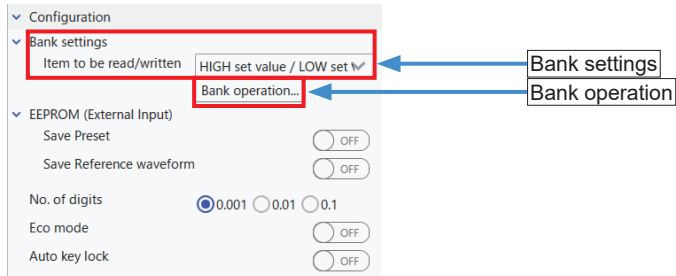 Configuration
Bank settings
Item to be read/written HIGH set value / LOW set
Bank settings
Bank operation...
Bank operation
EEPROM (External Input)
Save Preset OFF
Save Reference waveform OFF
No. of digits 0.001 0.01 0.1
Eco mode OFF
Auto key lock OFF